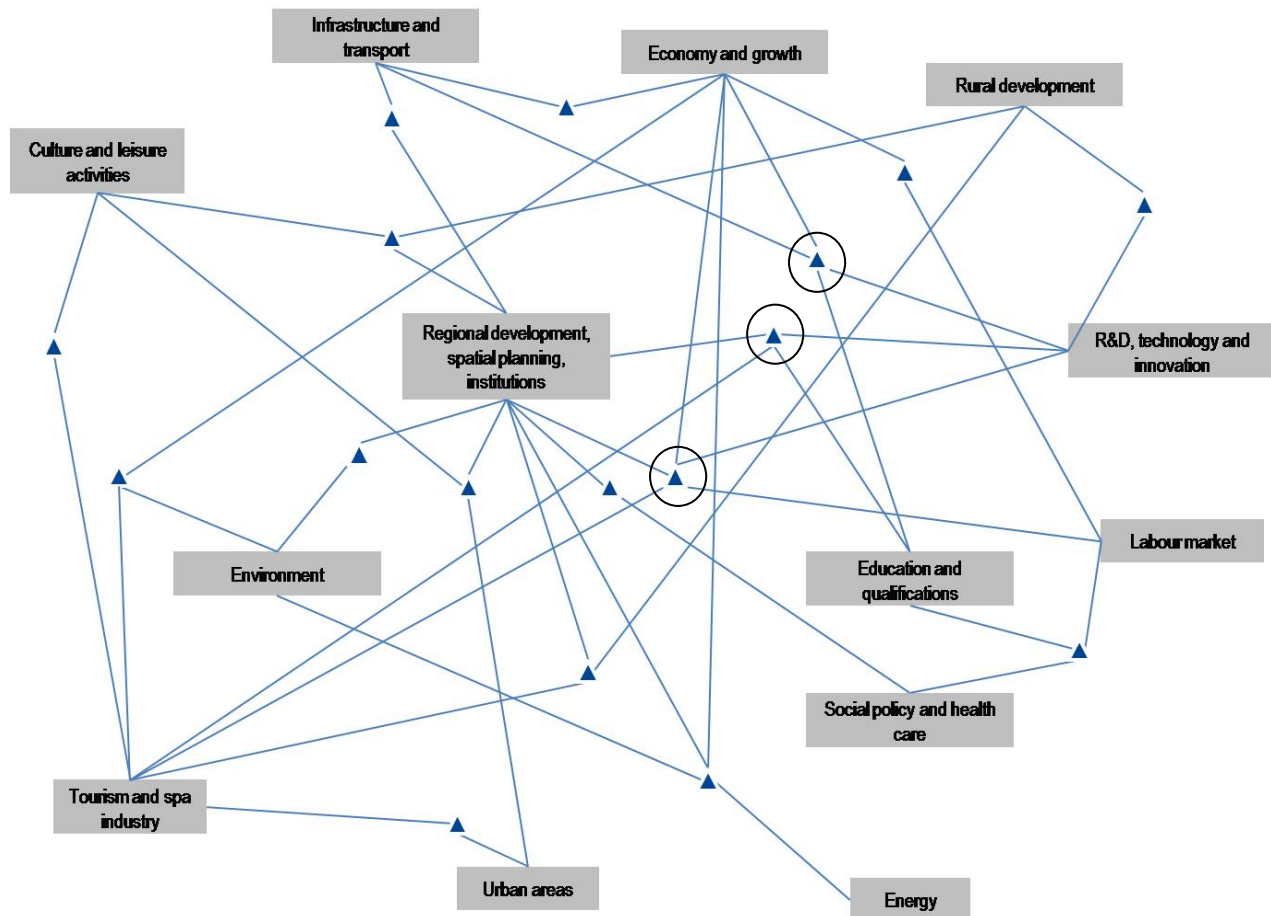 Infrastructure and
transport
Economy and growth
Rural development
Culture and leisure
activities
Regional development,
spatial planning,
institutions
R&D, technology and
innovation
Labour market
Environment
Education and
qualifications
Social policy and health
care
Tourism and spa
industry
Urban areas
Energy